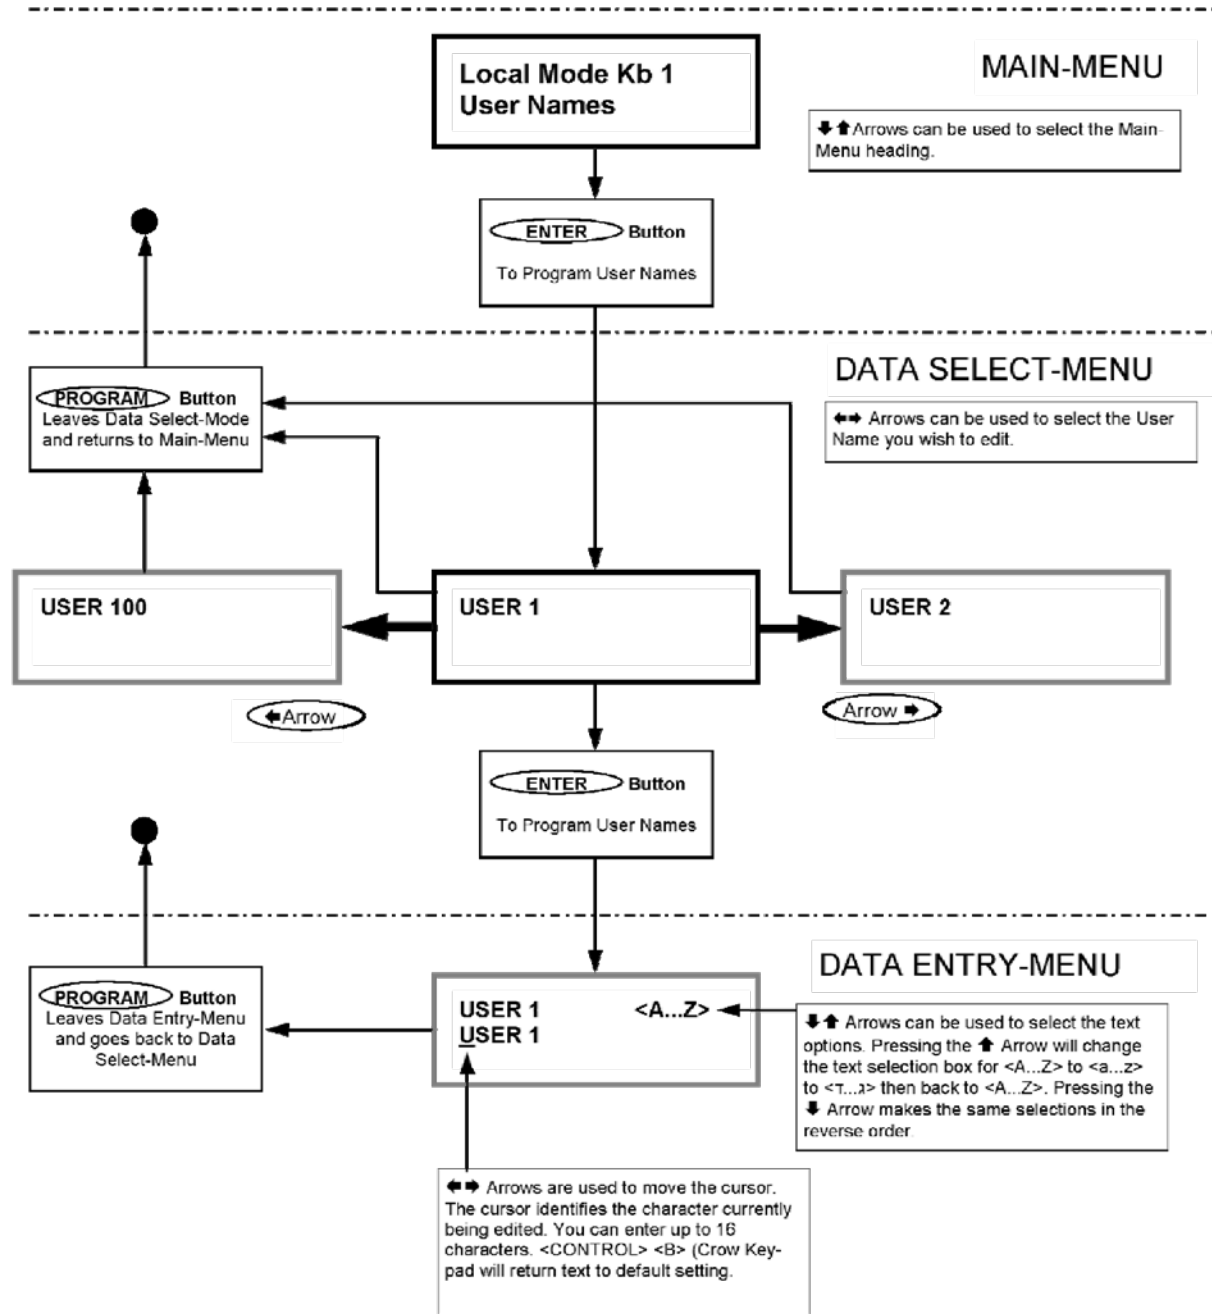 Local Mode Kb 1
User Names
MAIN-MENU
⬇⬆Arrows can be used to select the Main-
Menu heading.
ENTER Button
To Program User Names
DATA SELECT-MENU
⬅➡ Arrows can be used to select the User
Name you wish to edit.
PROGRAM Button
Leaves Data Select-Mode
and returns to Main-Menu
USER 100
USER 1
USER 2
⬅Arrow
Arrow ➡
ENTER Button
To Program User Names
DATA ENTRY-MENU
PROGRAM Button
Leaves Data Entry-Menu
and goes back to Data
Select-Menu
USER 1 <A...Z>
USER 1
⬇⬆ Arrows can be used to select the text
options. Pressing the ⬆ Arrow will change
the text selection box for <A...Z> to <a...z>
to <ד...ג> then back to <A...Z>. Pressing the
⬇ Arrow makes the same selections in the
reverse order.
⬅➡ Arrows are used to move the cursor.
The cursor identifies the character currently
being edited. You can enter up to 16
characters. <CONTROL> <B> (Crow Key-
pad will return text to default setting.